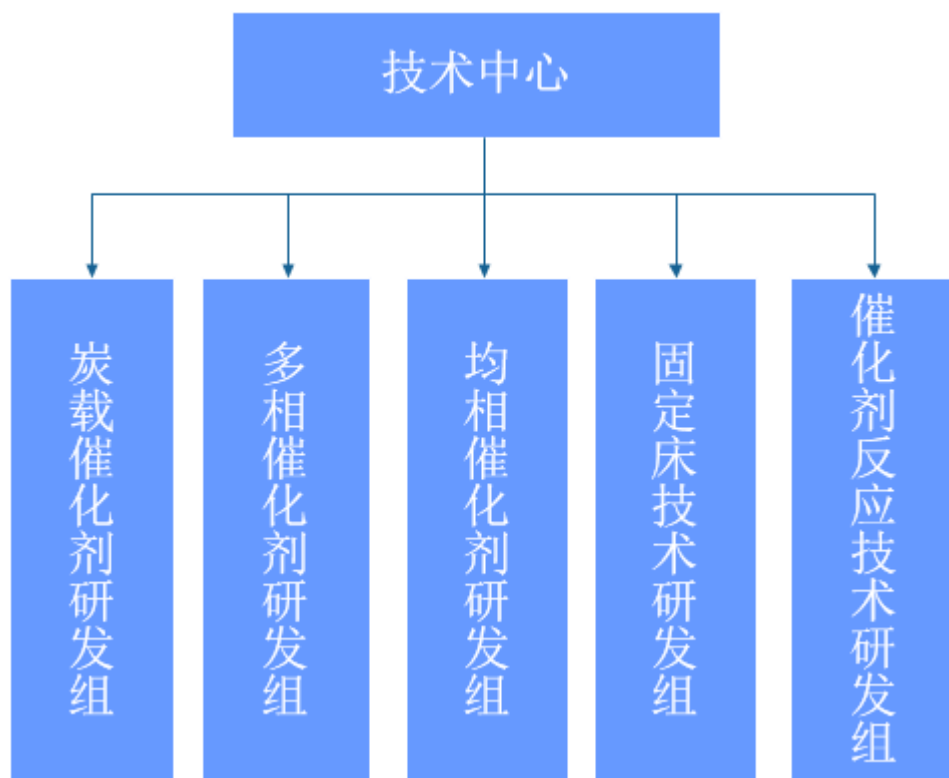 技术中心
炭载催化剂研发组
多相催化剂研发组
均相催化剂研发组
固定床技术研发组
催化剂反应技术研发组